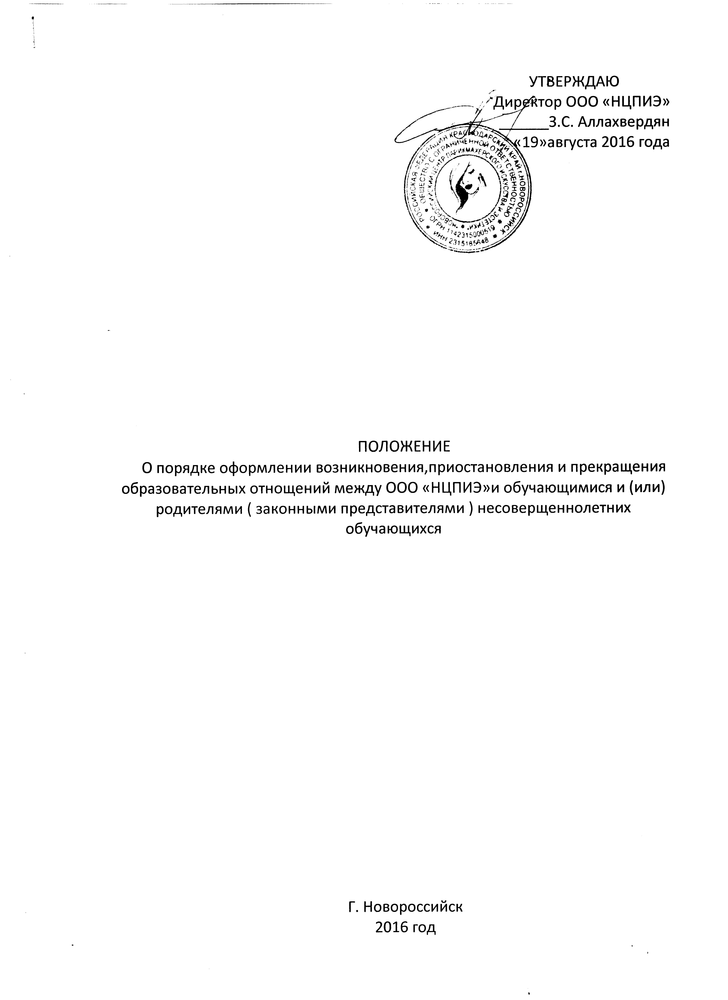 УТВЕРЖДАЮ
Директор ООО «НЦПИЭ»
________З.С. Аллахвердян
«19»августа 2016 года
РОССИЙСКАЯ ФЕДЕРАЦИЯ КРАСНОДАРСКИЙ КРАЙ г.НОВОРОССИЙСК
ОБЩЕСТВО С ОГРАНИЧЕННОЙ ОТВЕТСТВЕННОСТЬЮ
"НОВОРОССИЙСКИЙ ЦЕНТР ПАРИКМАХЕРСКОГО ИСКУССТВА И ЭСТЕТИКИ"
ОГРН 1142315000519
ИНН 2315185648
ПОЛОЖЕНИЕ
О порядке оформлении возникновения,приостановления и прекращения
образовательных отнощений между ООО «НЦПИЭ»и обучающимися и (или)
родителями ( законными представителями ) несоверщеннолетних
обучающихся
Г. Новороссийск
2016 год